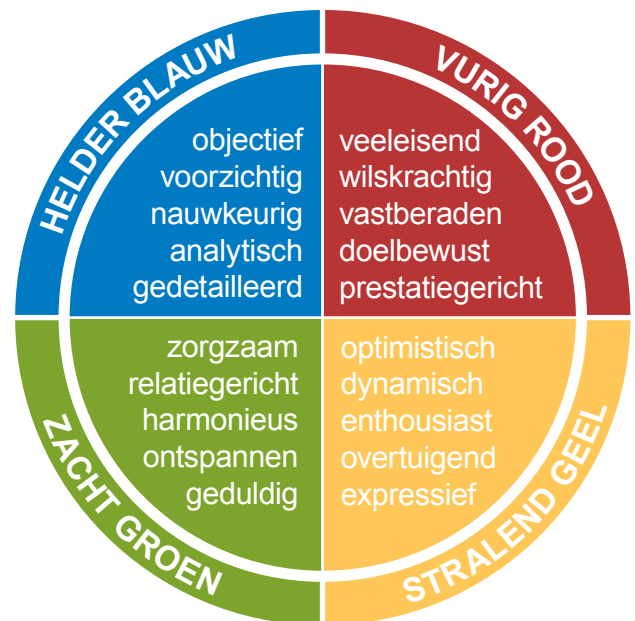 HELDER BLAUW
objectief
voorzichtig
nauwkeurig
analytisch
gedetailleerd
VURIG ROOD
veeleisend
wilskrachtig
vastberaden
doelbewust
prestatiegericht
ZACHT GROEN
zorgzaam
relatiegericht
harmonieus
ontspannen
geduldig
STRALEND GEEL
optimistisch
dynamisch
enthousiast
overtuigend
expressief